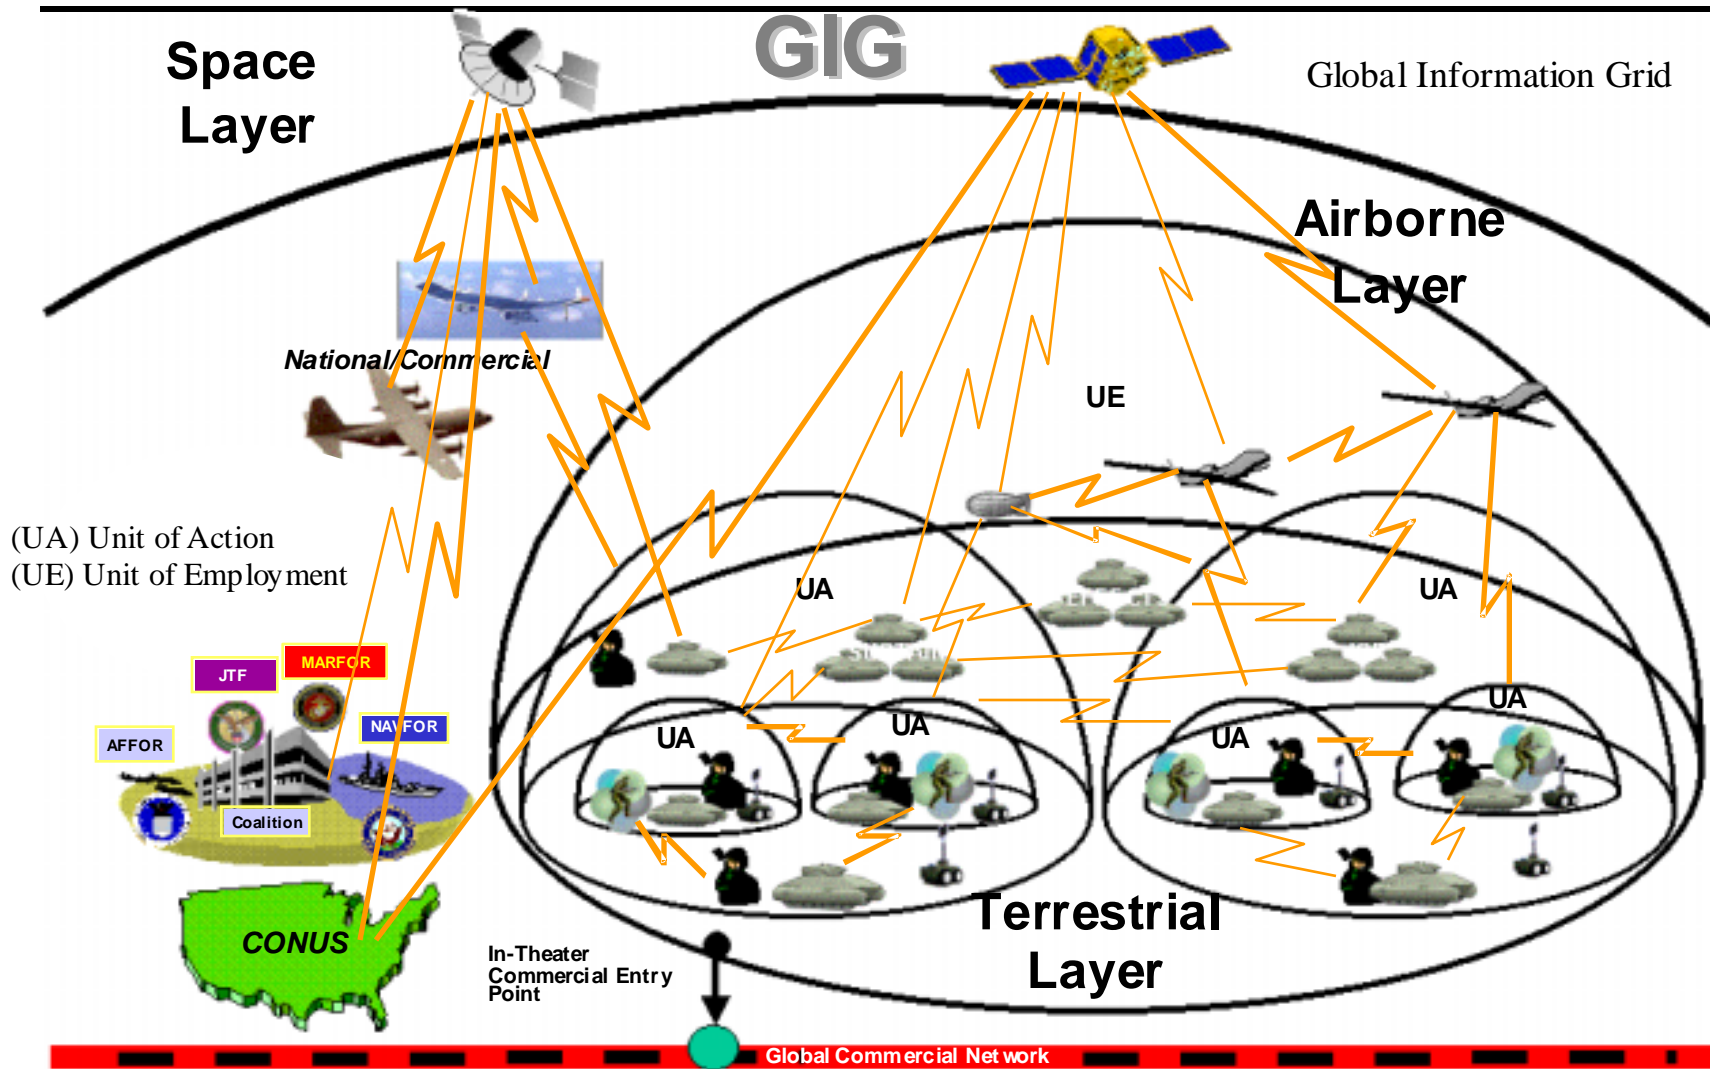 GIG
Space
Layer
Global Information Grid
Airborne
Layer
National/Commercial
UE
(UA) Unit of Action
(UE) Unit of Employment
UA
UA
MARFOR
JTF
NAVFOR
AFFOR
Coalition
UA
UA
UA
UA
CONUS
Terrestrial
Layer
In-Theater
Commercial Entry
Point
Global Commercial Network